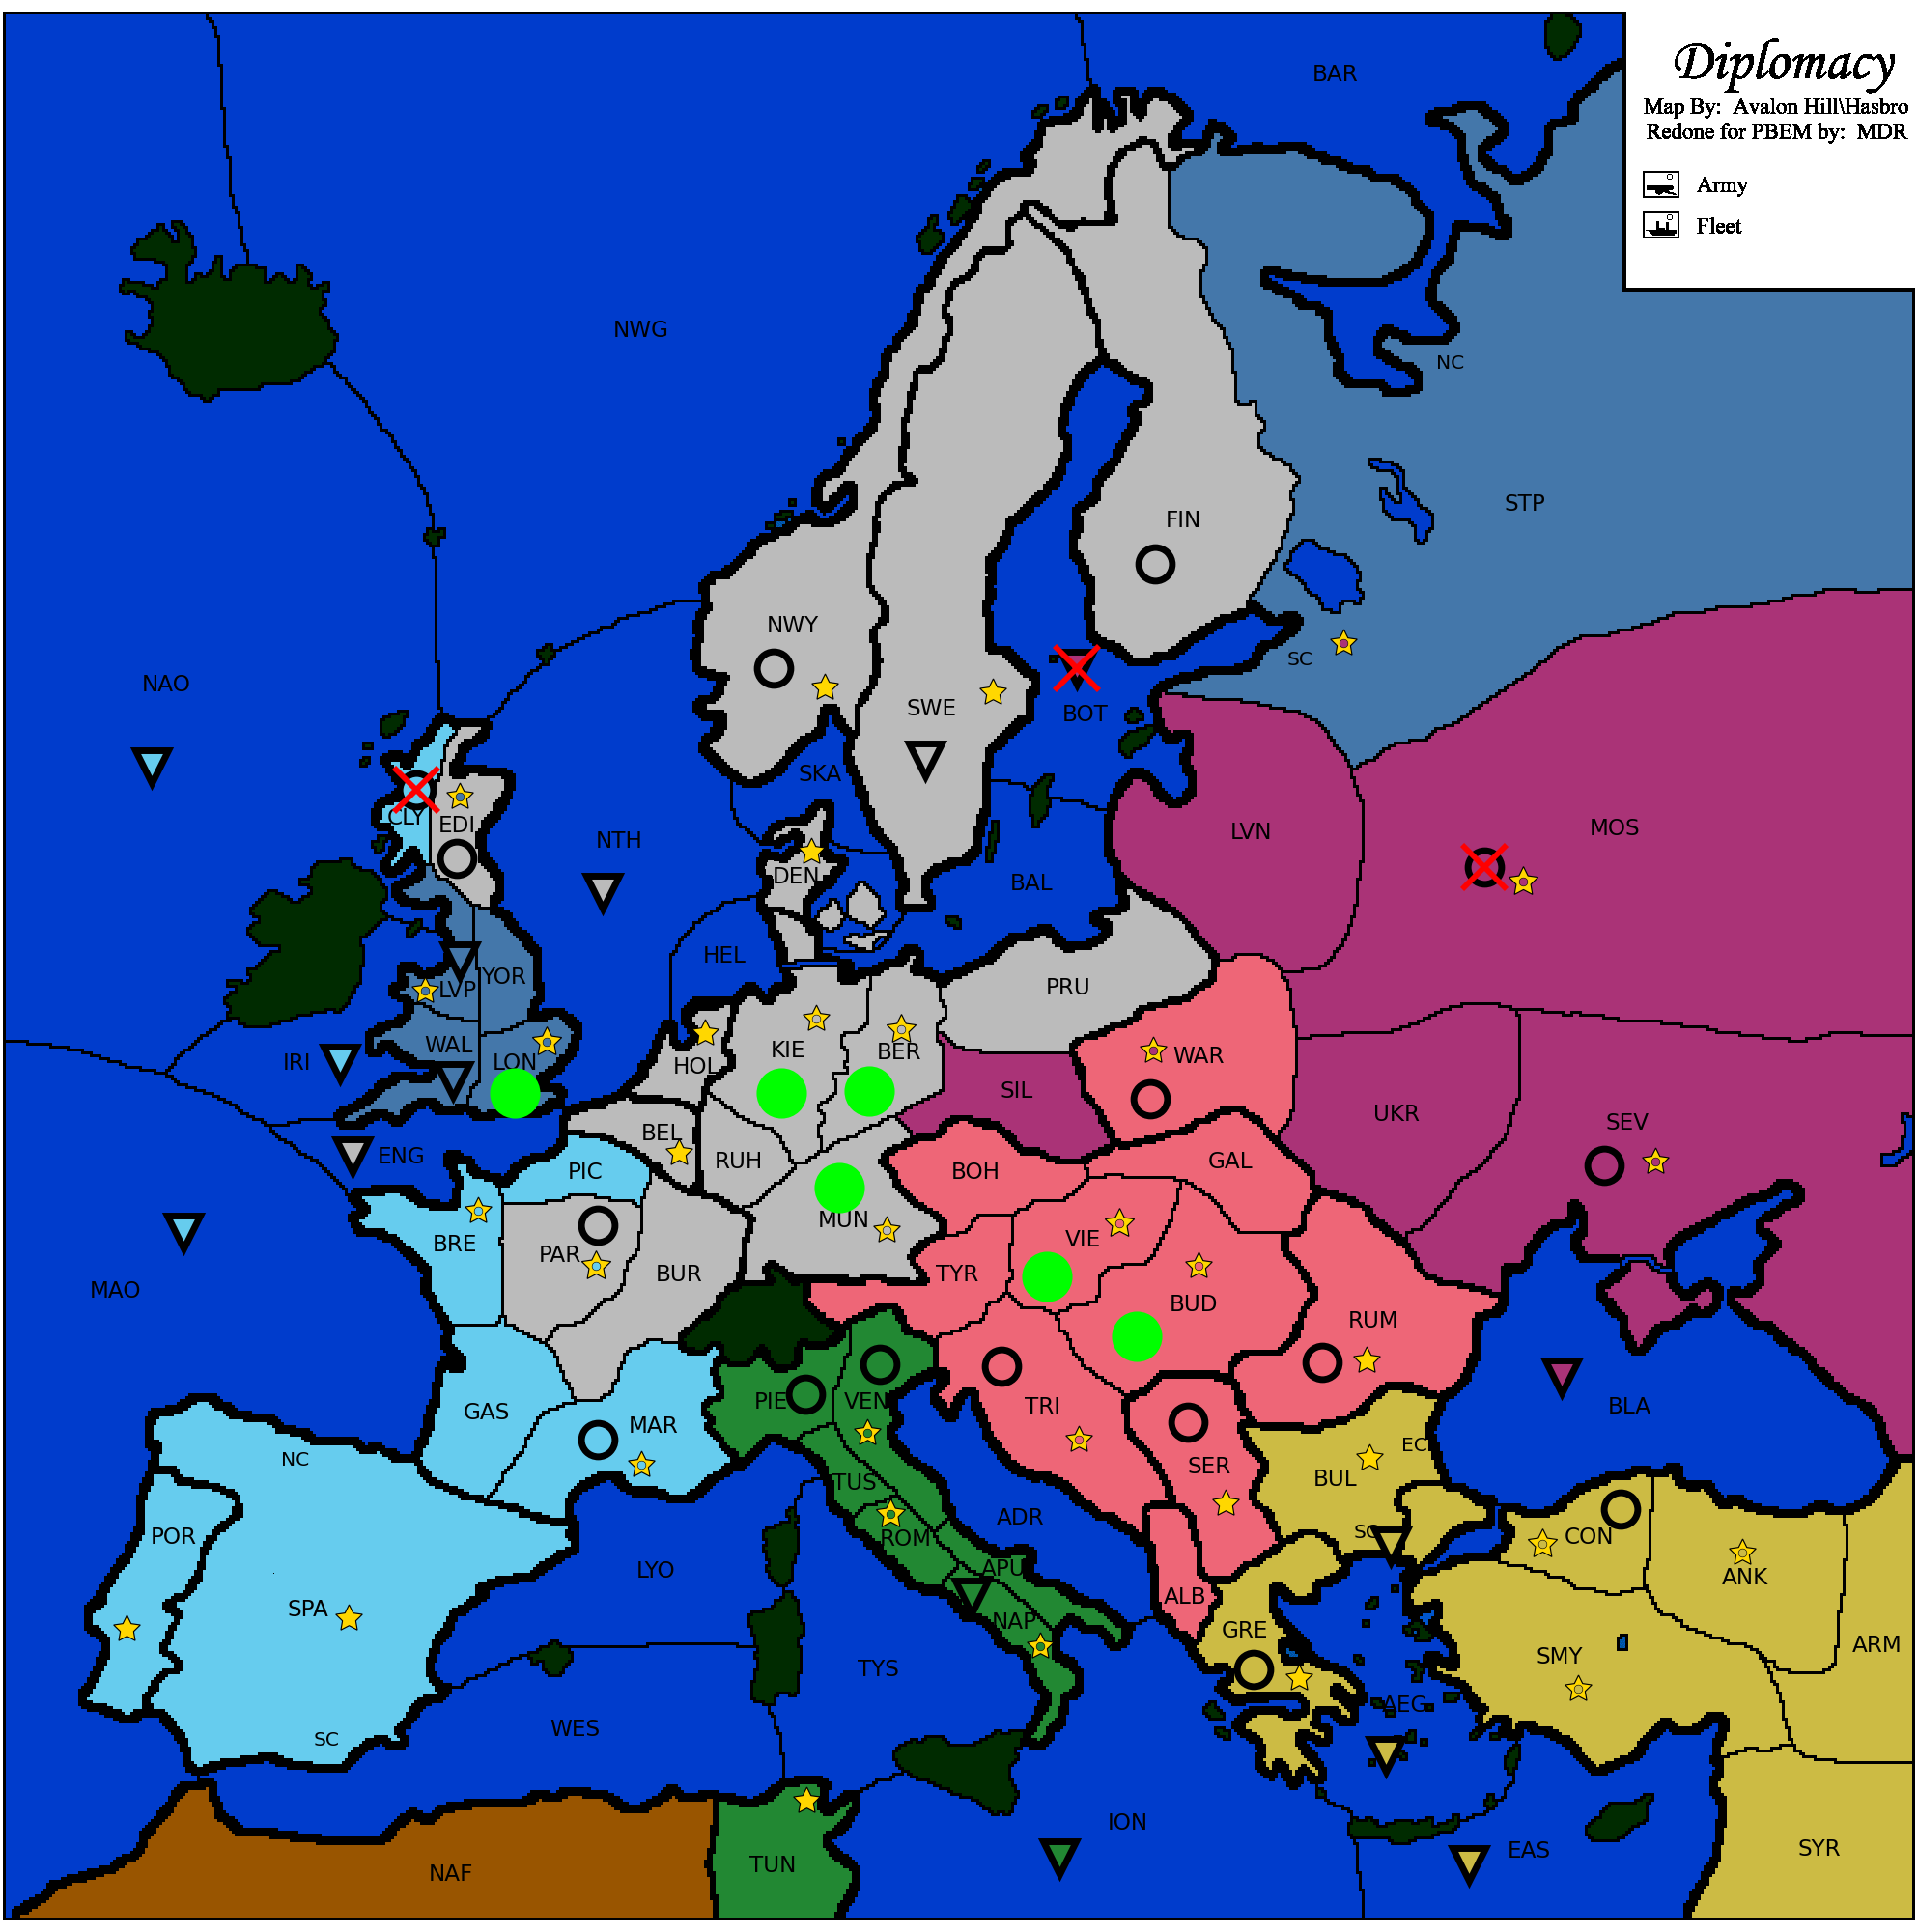 BAR
Diplomacy
Map By: Avalon Hill\Hasbro
Redone for PBEM by: MDR
Army
Fleet
NWG
NC
STP
FIN
NWY
SC
NAO
SWE
BOT
SKA
CLY
EDI
NTH
LVN
MOS
DEN
BAL
HEL
YOR
LVP
PRU
IRI
WAL
LON
HOL
KIE
BER
WAR
SIL
UKR
SEV
BEL
ENG
PIC
RUH
BOH
GAL
MUN
BRE
PAR
BUR
VIE
TYR
MAO
BUD
RUM
GAS
MAR
PIE
VEN
TRI
BLA
NC
EC
SER
BUL
TUS
POR
ROM
ADR
SC
CON
LYO
APU
ANK
SPA
NAP
ALB
GRE
ARM
TYS
SMY
AEG
WES
SC
ION
EAS
SYR
NAF
TUN